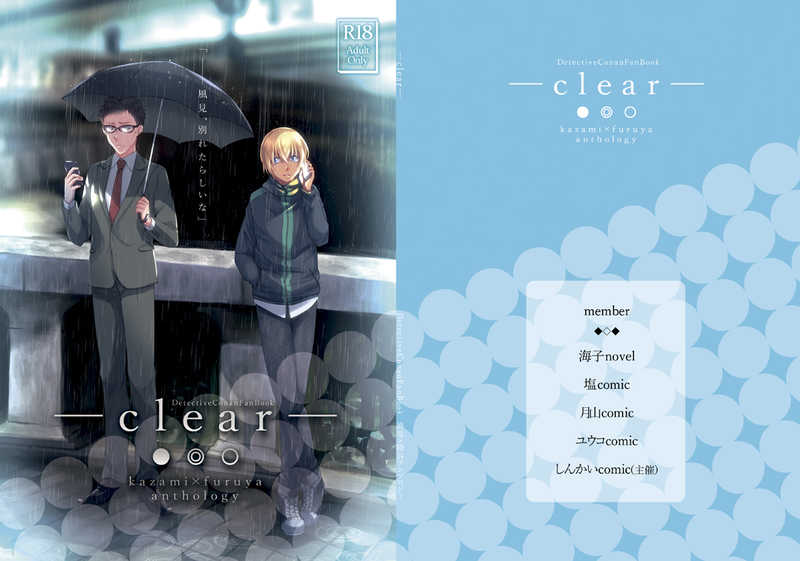 R18
Adult
Only
「――風見、別れたらしいな」
DetectiveConanFanBook
clear
kazami×furuya
anthology
clear
DetectiveConanFanBook
clear
kazami×furuya
anthology
member
◆◇◆
海子novel
塩comic
月山comic
ユウコcomic
しんかいcomic(主催)